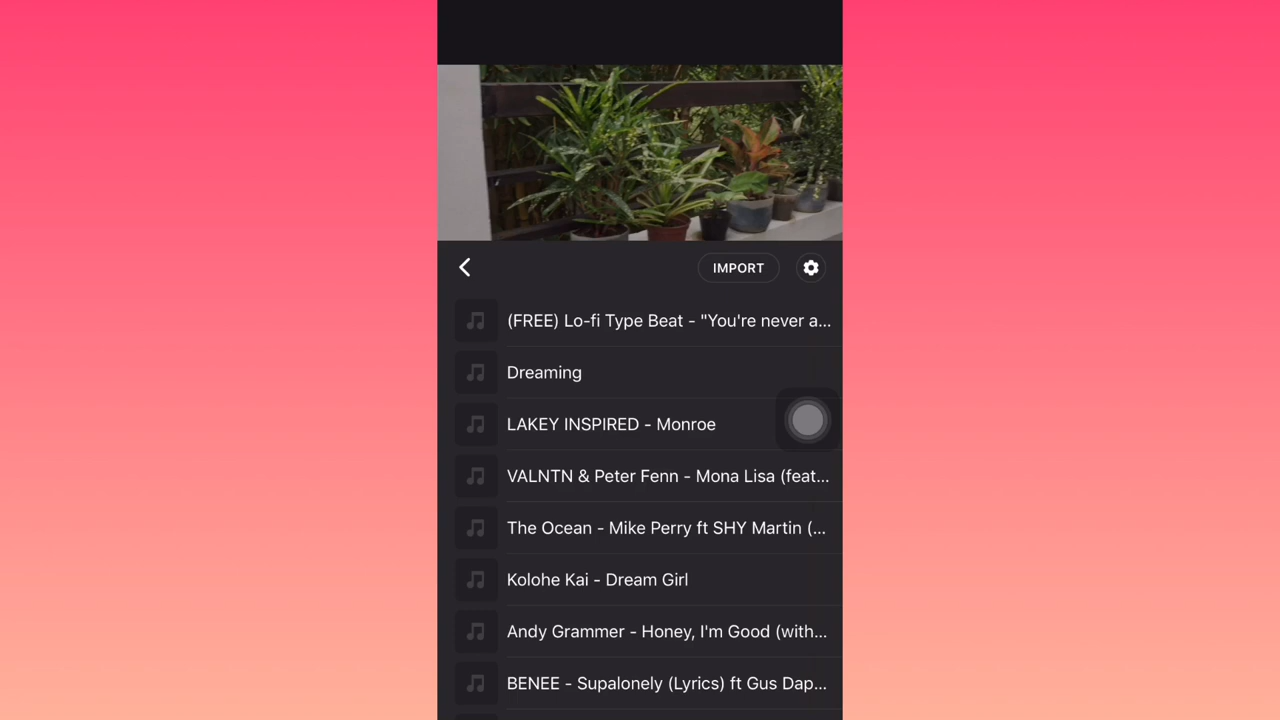 IMPORT
(FREE) Lo-fi Type Beat - "You're never a...
Dreaming
LAKEY INSPIRED - Monroe
VALNTN & Peter Fenn - Mona Lisa (feat...
The Ocean - Mike Perry ft SHY Martin (...
Kolohe Kai - Dream Girl
Andy Grammer - Honey, I'm Good (with...
BENEE - Supalonely (Lyrics) ft Gus Dap...